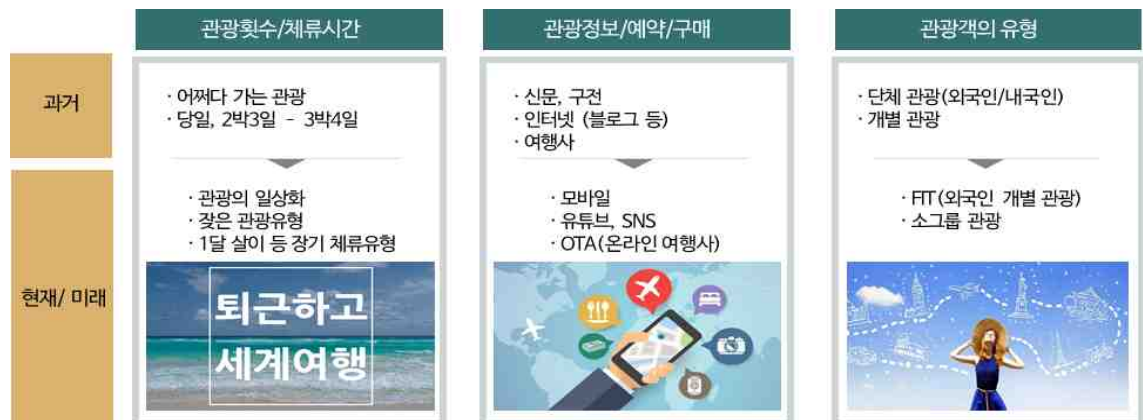 관광횟수/체류시간
관광정보/예약/구매
관광객의 유형
과거
· 어쩌다 가는 관광
· 당일, 2박3일 - 3박4일
· 신문, 구전
· 인터넷 (블로그 등)
· 여행사
· 단체 관광(외국인/내국인)
· 개별 관광
현재/ 미래
· 관광의 일상화
· 잦은 관광유형
· 1달 살이 등 장기 체류유형
퇴근하고
세계여행
· 모바일
· 유튜브, SNS
· OTA(온라인 여행사)
· FIT(외국인 개별 관광)
· 소그룹 관광